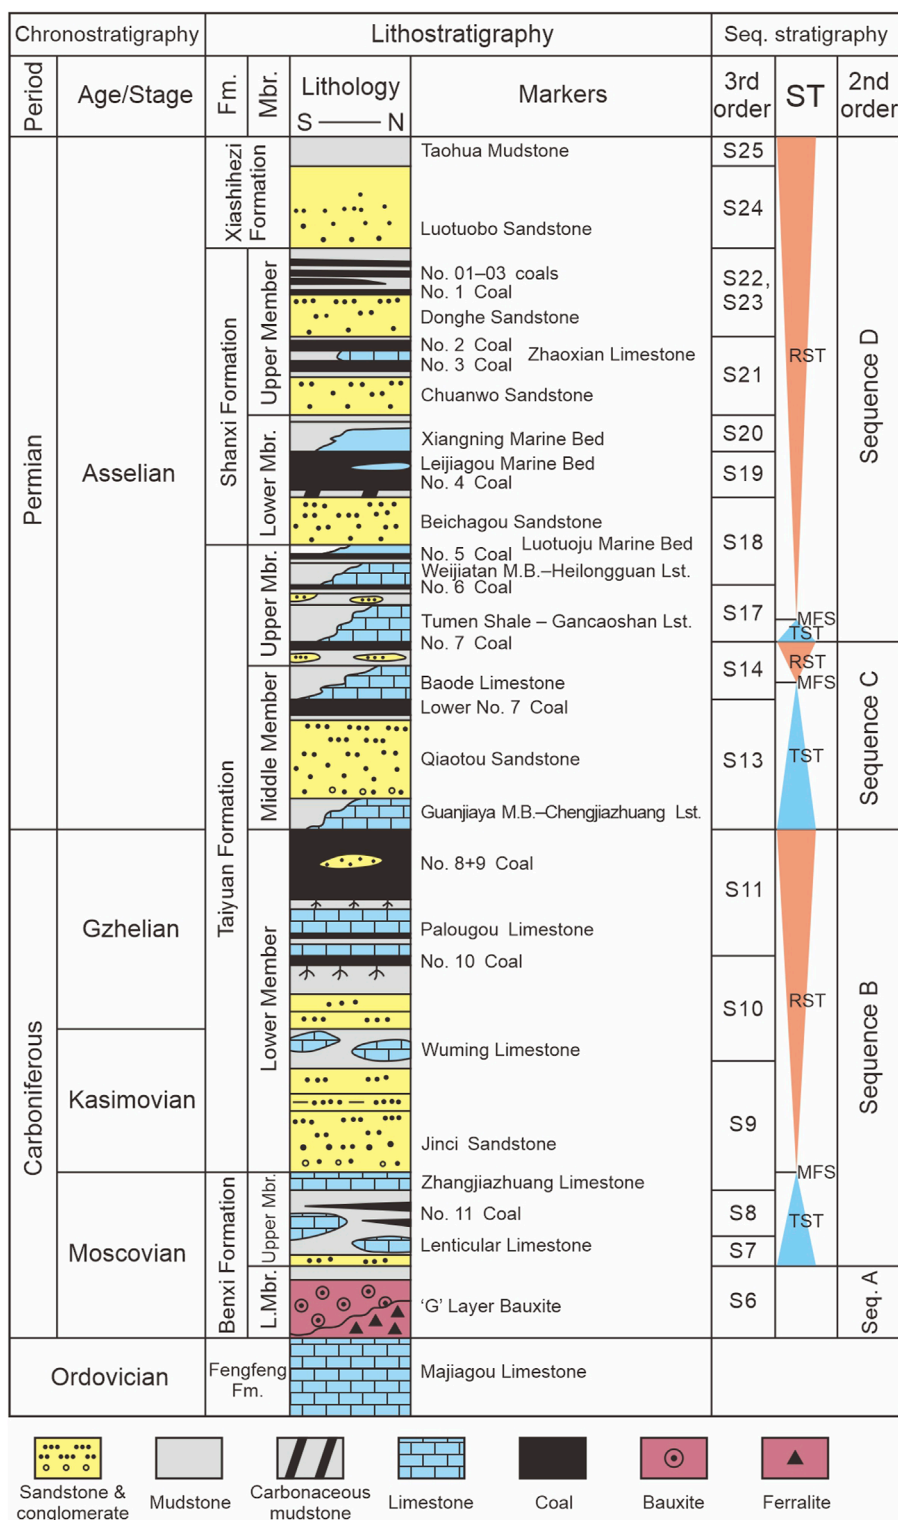 Chronostratigraphy
Lithostratigraphy
Seq. stratigraphy
Period
Age/Stage
Fm.
Mbr.
Lithology
S N
Markers
3rd
order
ST
2nd
order
Permian
Asselian
Carboniferous
Gzhelian
Kasimovian
Moscovian
Ordovician
Xiashihezi
Formation
Shanxi Formation
Upper Member
Lower Mbr.
Taiyuan Formation
Upper Mbr.
Middle Member
Lower Member
Benxi Formation
Upper Mbr.
L.Mbr.
Fengfeng
Fm.
Taohua Mudstone
Luotuobo Sandstone
No. 01–03 coals
No. 1 Coal
Donghe Sandstone
No. 2 Coal
Zhaoxian Limestone
No. 3 Coal
Chuanwo Sandstone
Xiangning Marine Bed
Leijiagou Marine Bed
No. 4 Coal
Beichagou Sandstone
Luotuoju Marine Bed
No. 5 Coal
Weijiatan M.B.–Heilongguan Lst.
No. 6 Coal
Tumen Shale – Gancaoshan Lst.
No. 7 Coal
Baode Limestone
Lower No. 7 Coal
Qiaotou Sandstone
Guanjiaya M.B.–Chengjiazhuang Lst.
No. 8+9 Coal
Palougou Limestone
No. 10 Coal
Wuming Limestone
Jinci Sandstone
Zhangjiazhuang Limestone
No. 11 Coal
Lenticular Limestone
‘G’ Layer Bauxite
Majiagou Limestone
S25
S24
S22,
S23
S21
S20
S19
S18
S17
S14
S13
S11
S10
S9
S8
S7
S6
RST
MFS
TST
RST
MFS
TST
RST
MFS
TST
Sequence D
Sequence C
Sequence B
Seq. A
Sandstone &
conglomerate
Mudstone
Carbonaceous
mudstone
Limestone
Coal
Bauxite
Ferralite